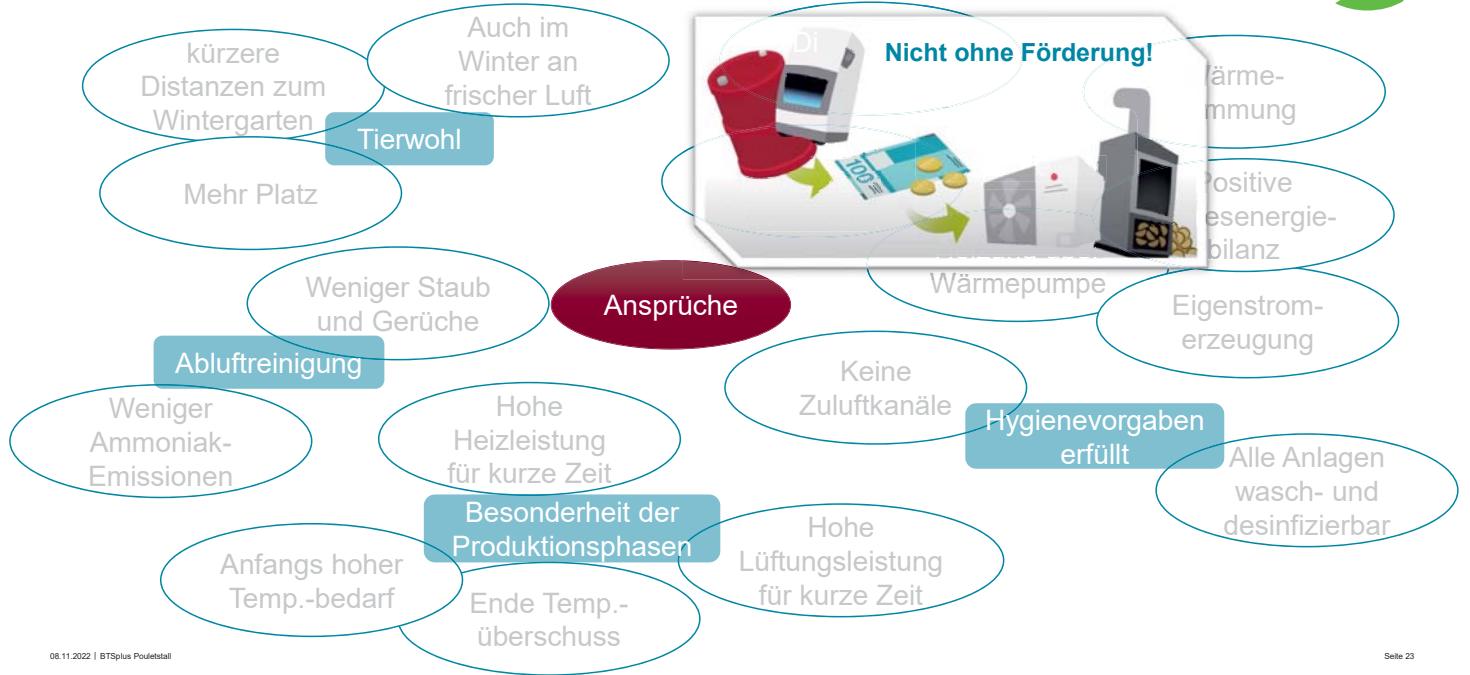 kürzere
Distanzen zum
Wintergarten
Auch im
Winter an
frischer Luft
Tierwohl
Mehr Platz
Di
Nicht ohne Förderung!
100
Wärmepumpe
Positive
bilanz
Eigenstrom-
erzeugung
Weniger Staub
und Gerüche
Ansprüche
Abluftreinigung
Weniger
Ammoniak-
Emissionen
Hohe
Heizleistung
für kurze Zeit
Keine
Zuluftkanäle
Hygienevorgaben
erfüllt
Alle Anlagen
wasch- und
desinfizierbar
Besonderheit der
Produktionsphasen
Anfangs hoher
Temp.-bedarf
Ende Temp.-
überschuss
Hohe
Lüftungsleistung
für kurze Zeit
08.11.2022 | BTSplus Pouletstall
Seite 23